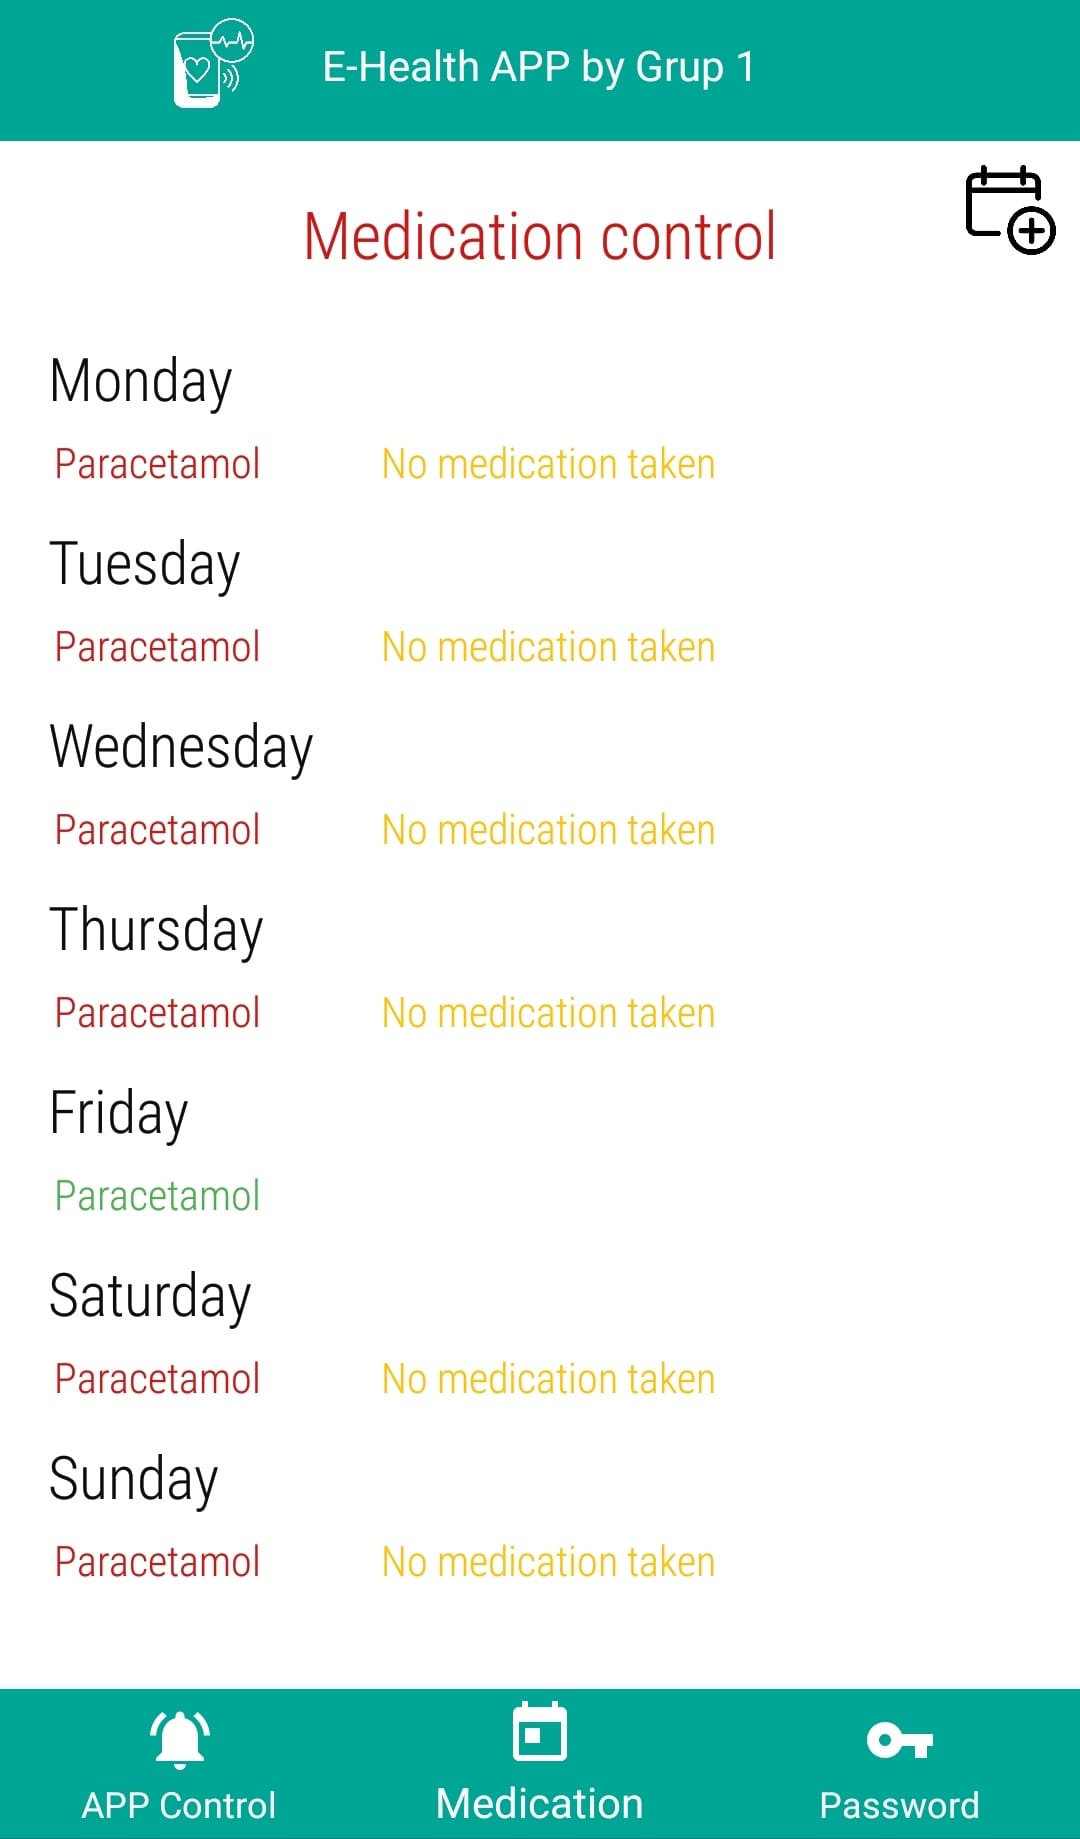 E-Health APP by Grup 1
Medication control
Monday
Paracetamol No medication taken
Tuesday
Paracetamol No medication taken
Wednesday
Paracetamol No medication taken
Thursday
Paracetamol No medication taken
Friday
Paracetamol
Saturday
Paracetamol No medication taken
Sunday
Paracetamol No medication taken
APP Control Medication Password